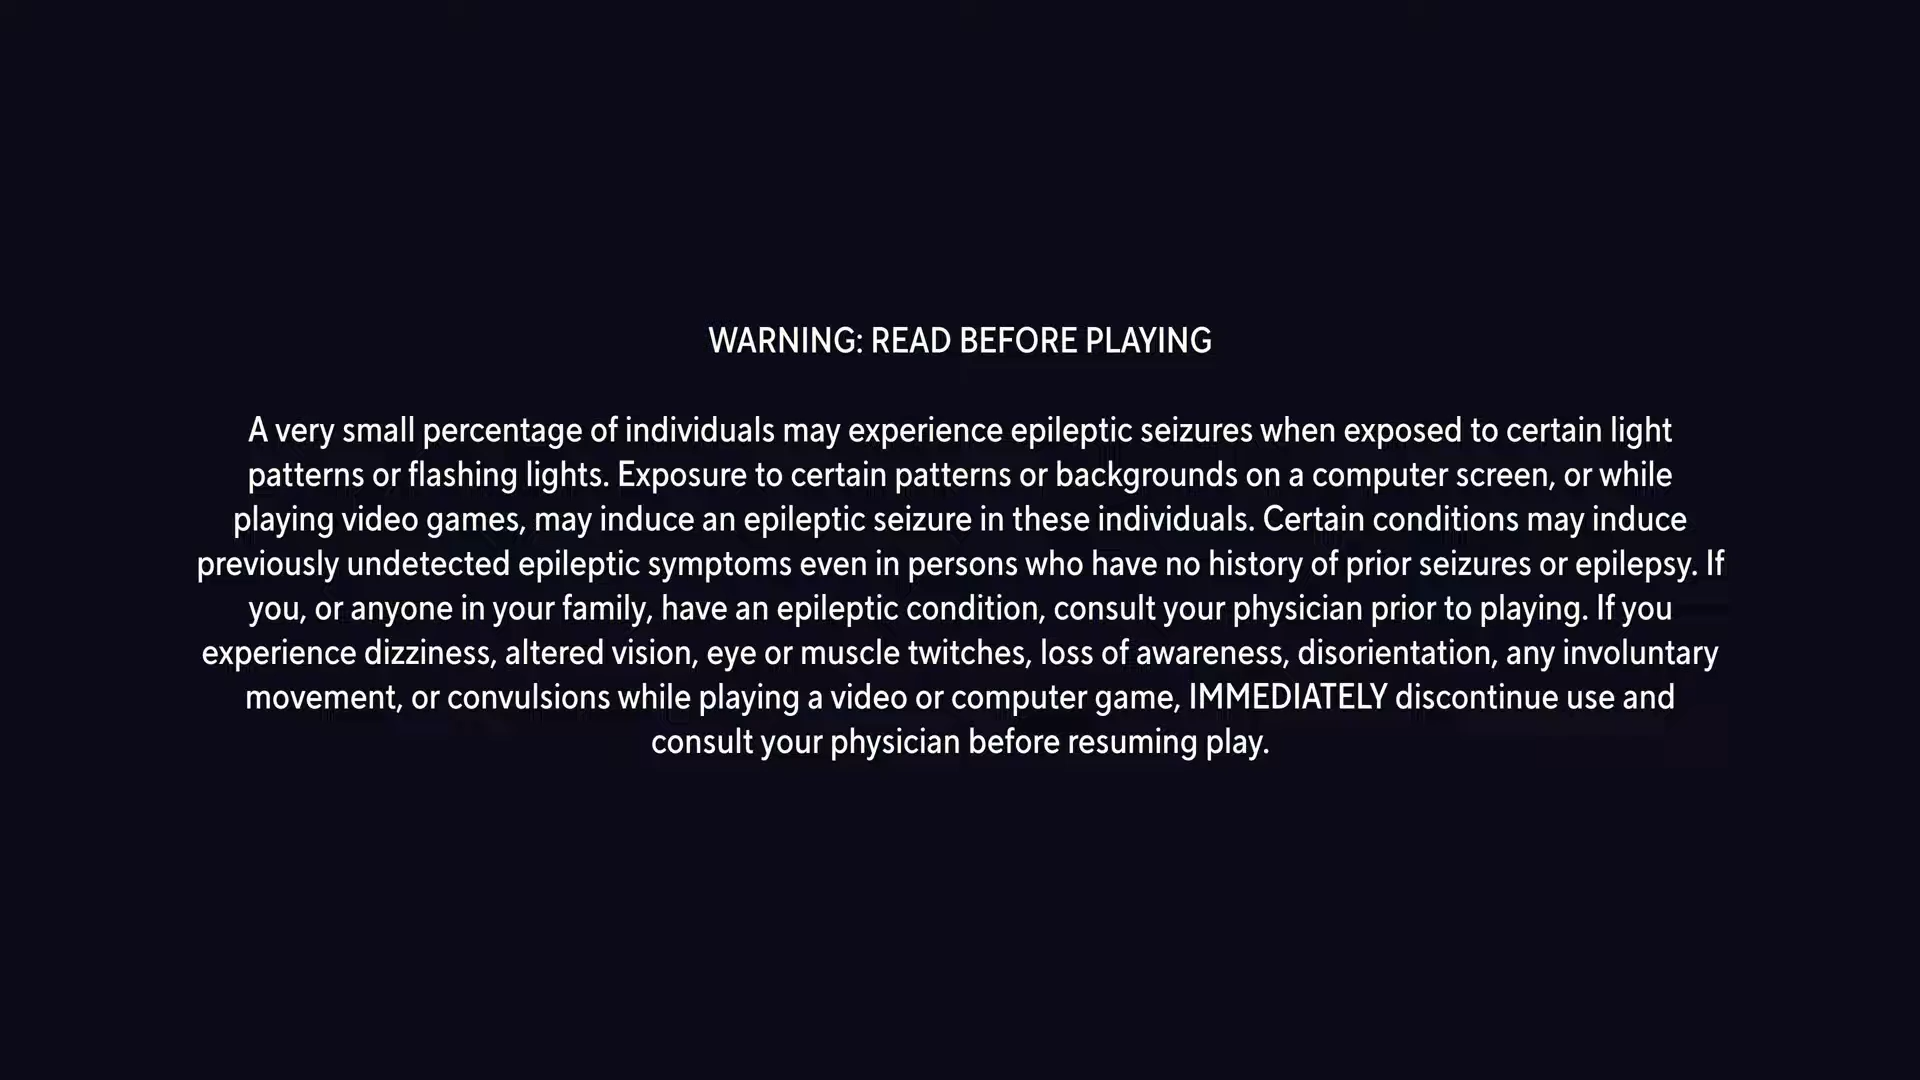 WARNING: READ BEFORE PLAYING
A very small percentage of individuals may experience epileptic seizures when exposed to certain light
patterns or flashing lights. Exposure to certain patterns or backgrounds on a computer screen, or while
playing video games, may induce an epileptic seizure in these individuals. Certain conditions may induce
previously undetected epileptic symptoms even in persons who have no history of prior seizures or epilepsy. If
you, or anyone in your family, have an epileptic condition, consult your physician prior to playing. If you
experience dizziness, altered vision, eye or muscle twitches, loss of awareness, disorientation, any involuntary
movement, or convulsions while playing a video or computer game, IMMEDIATELY discontinue use and
consult your physician before resuming play.